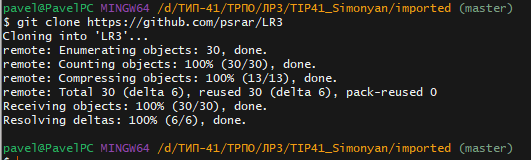 pavel@PavelPC MINGW64 /d/ТИП-41/ТРПО/ЛР3/TIP41_Simonyan/imported (master)
$ git clone https://github.com/psrar/LR3
Cloning into 'LR3'...
remote: Enumerating objects: 30, done.
remote: Counting objects: 100% (30/30), done.
remote: Compressing objects: 100% (13/13), done.
remote: Total 30 (delta 6), reused 30 (delta 6), pack-reused 0
Receiving objects: 100% (30/30), done.
Resolving deltas: 100% (6/6), done.
pavel@PavelPC MINGW64 /d/ТИП-41/ТРПО/ЛР3/TIP41_Simonyan/imported (master)
$